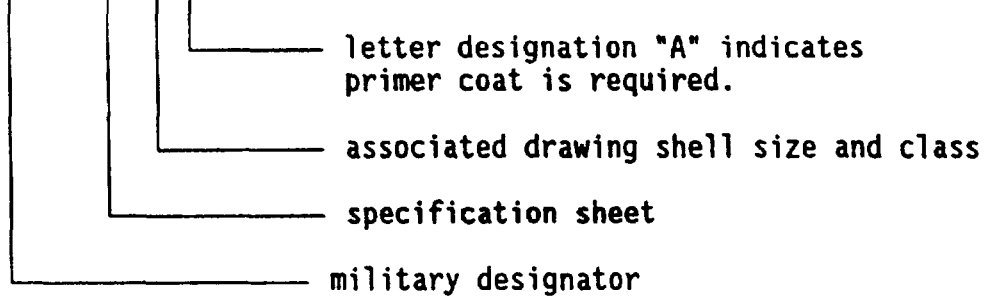 letter designation "A" indicates
primer coat is required.
associated drawing shell size and class
specification sheet
military designator